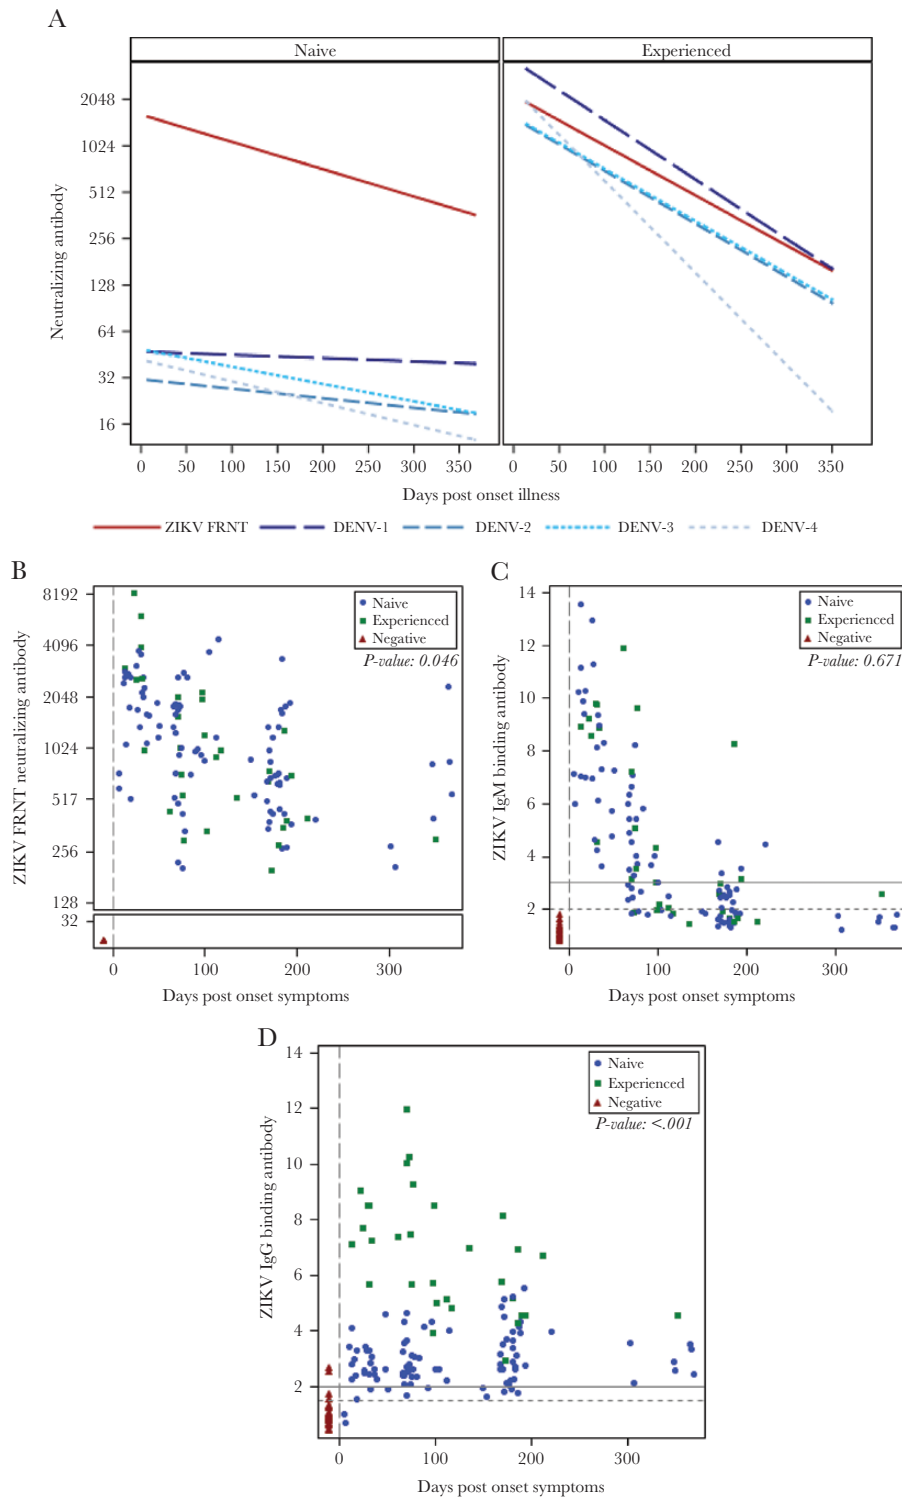 A
Naive Experienced
Neutralizing antibody
2048
1024
512
256
128
64
32
16
0 50 100 150 200 250 300 350 0 50 100 150 200 250 300 350
Days post onset illness
ZIKV FRNT DENV-1 DENV-2 DENV-3 DENV-4
B
ZIKV FRNT neutralizing antibody
8192
4096
2048
1024
517
256
128
32
Naive
Experienced
Negative
P-value: 0.046
0 100 200 300
Days post onset symptoms
C
ZIKV IgM binding antibody
14
12
10
8
6
4
2
Naive
Experienced
Negative
P-value: 0.671
0 100 200 300
Days post onset symptoms
D
ZIKV IgG binding antibody
14
12
10
8
6
4
2
Naive
Experienced
Negative
P-value: <.001
0 100 200 300
Days post onset symptoms